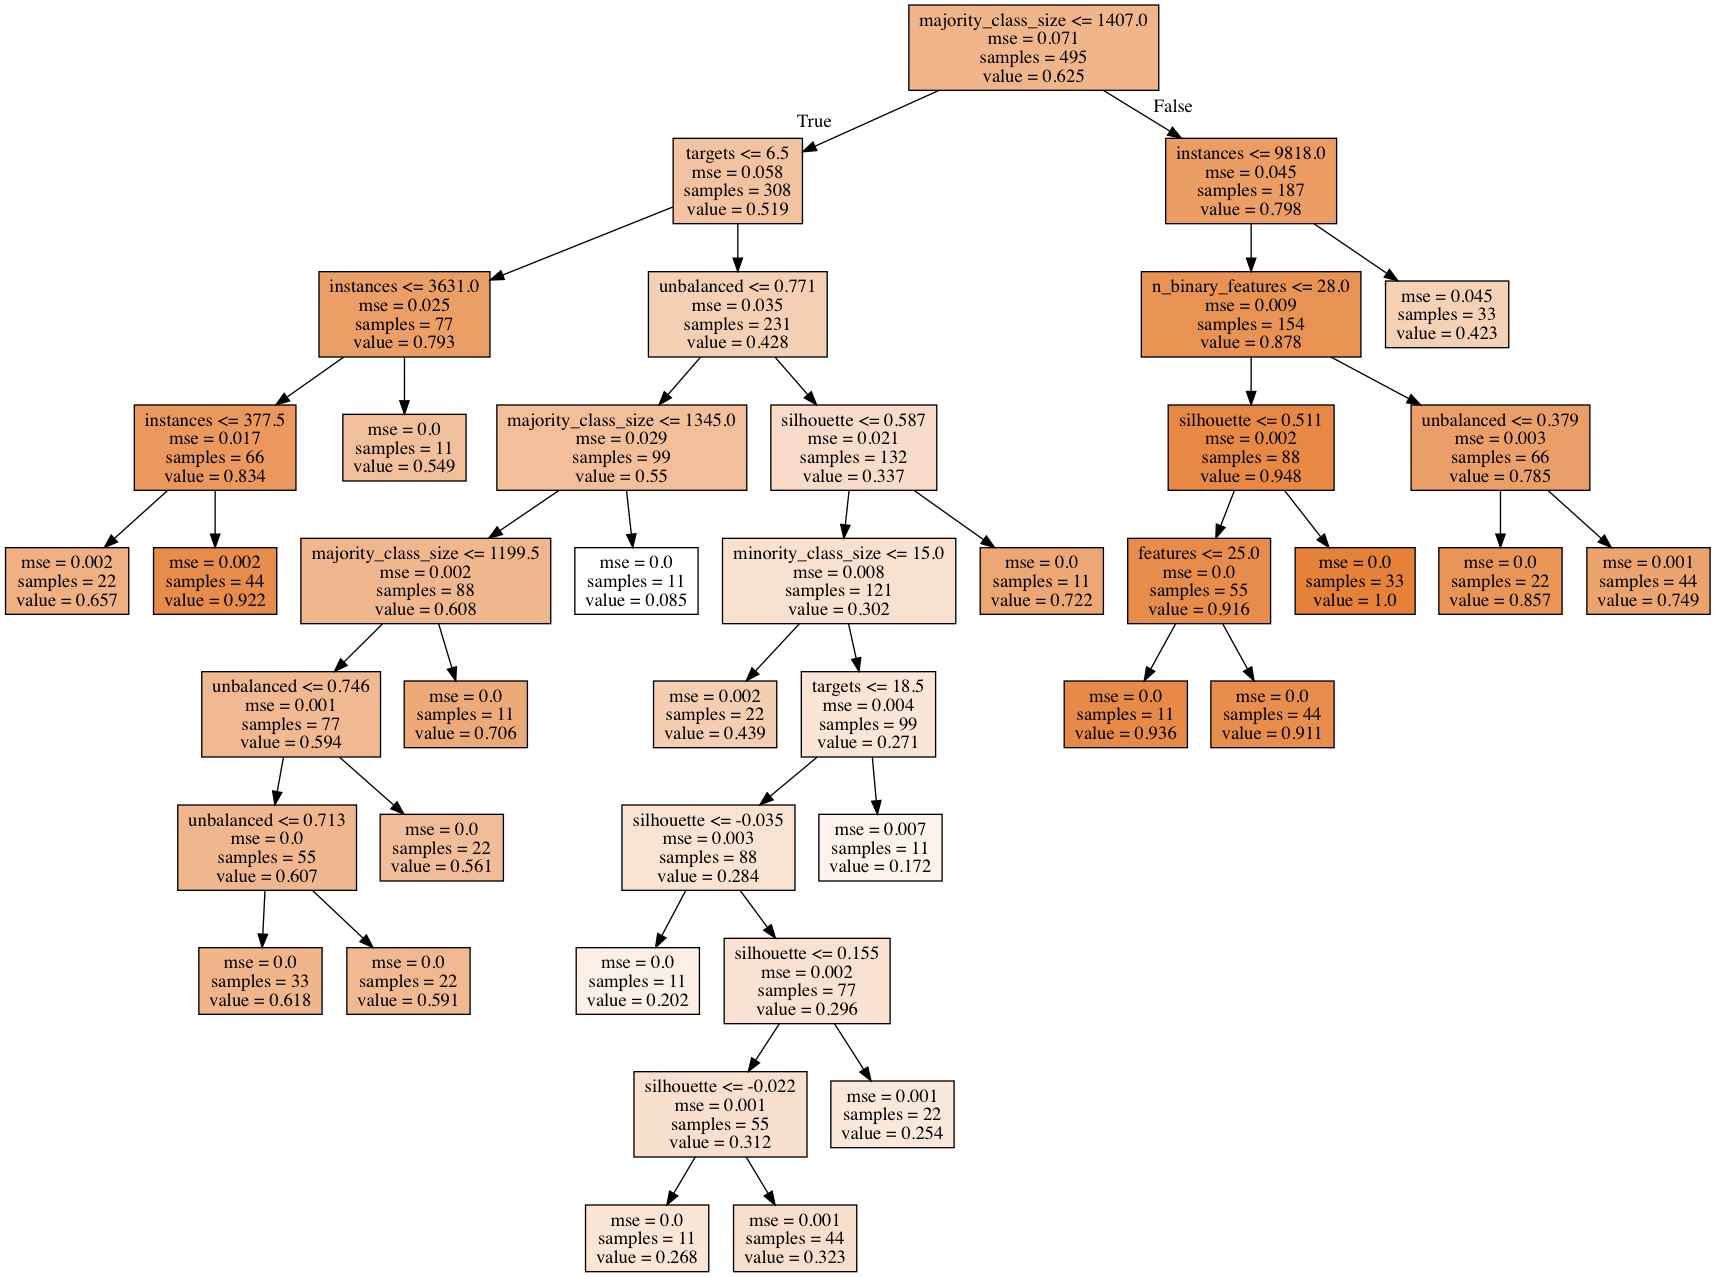 majority_class_size <= 1407.0
mse = 0.071
samples = 495
value = 0.625
True
False
targets <= 6.5
mse = 0.058
samples = 308
value = 0.519
instances <= 9818.0
mse = 0.045
samples = 187
value = 0.798
instances <= 3631.0
mse = 0.025
samples = 77
value = 0.793
unbalanced <= 0.771
mse = 0.035
samples = 231
value = 0.428
n_binary_features <= 28.0
mse = 0.009
samples = 154
value = 0.878
mse = 0.045
samples = 33
value = 0.423
instances <= 377.5
mse = 0.017
samples = 66
value = 0.834
mse = 0.0
samples = 11
value = 0.549
majority_class_size <= 1345.0
mse = 0.029
samples = 99
value = 0.55
silhouette <= 0.587
mse = 0.021
samples = 132
value = 0.337
silhouette <= 0.511
mse = 0.002
samples = 88
value = 0.948
unbalanced <= 0.379
mse = 0.003
samples = 66
value = 0.785
mse = 0.002
samples = 22
value = 0.657
mse = 0.002
samples = 44
value = 0.922
majority_class_size <= 1199.5
mse = 0.002
samples = 88
value = 0.608
mse = 0.0
samples = 11
value = 0.085
minority_class_size <= 15.0
mse = 0.008
samples = 121
value = 0.302
mse = 0.0
samples = 11
value = 0.722
features <= 25.0
mse = 0.0
samples = 55
value = 0.916
mse = 0.0
samples = 33
value = 1.0
mse = 0.0
samples = 22
value = 0.857
mse = 0.001
samples = 44
value = 0.749
unbalanced <= 0.746
mse = 0.001
samples = 77
value = 0.594
mse = 0.0
samples = 11
value = 0.706
mse = 0.002
samples = 22
value = 0.439
targets <= 18.5
mse = 0.004
samples = 99
value = 0.271
mse = 0.0
samples = 11
value = 0.936
mse = 0.0
samples = 44
value = 0.911
unbalanced <= 0.713
mse = 0.0
samples = 55
value = 0.607
mse = 0.0
samples = 22
value = 0.561
silhouette <= -0.035
mse = 0.003
samples = 88
value = 0.284
mse = 0.007
samples = 11
value = 0.172
mse = 0.0
samples = 33
value = 0.618
mse = 0.0
samples = 22
value = 0.591
mse = 0.0
samples = 11
value = 0.202
silhouette <= 0.155
mse = 0.002
samples = 77
value = 0.296
silhouette <= -0.022
mse = 0.001
samples = 55
value = 0.312
mse = 0.001
samples = 22
value = 0.254
mse = 0.0
samples = 11
value = 0.268
mse = 0.001
samples = 44
value = 0.323